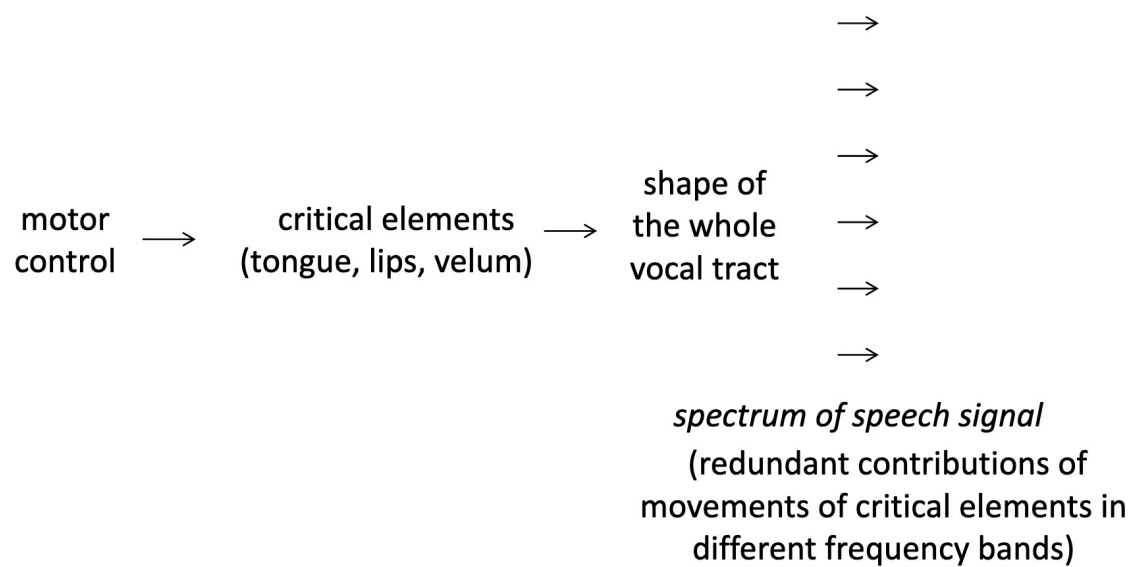 motor
control
critical elements
(tongue, lips, velum)
shape of
the whole
vocal tract
spectrum of speech signal
(redundant contributions of
movements of critical elements in
different frequency bands)